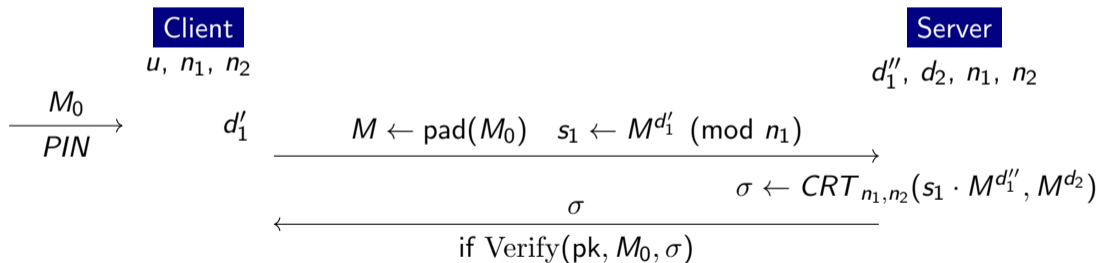 Client Server
u, n₁, n₂ d₁″, d₂, n₁, n₂
M₀
PIN d₁′ M ← pad(M₀) s₁ ← M^{d₁′} (mod n₁)
σ ← CRT_{n₁,n₂}(s₁ · M^{d₁″}, M^{d₂})
σ
if Verify(pk, M₀, σ)